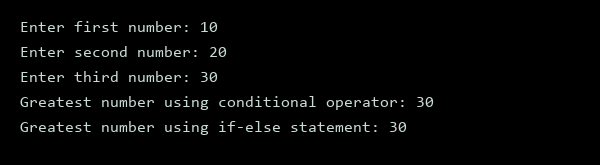 Enter first number: 10
Enter second number: 20
Enter third number: 30
Greatest number using conditional operator: 30
Greatest number using if-else statement: 30